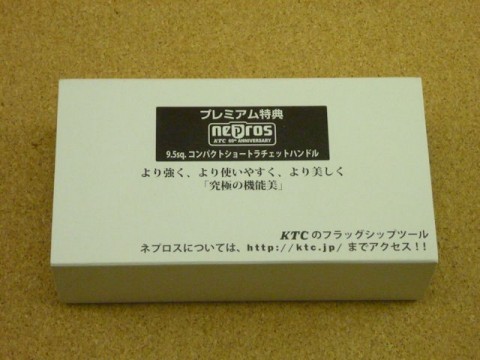 プレミアム特典
nepros
KTC 60th ANNIVERSARY
9.5sq. コンパクトショートラチェットハンドル
より強く、より使いやすく、より美しく
「究極の機能美」
KTCのフラッグシップツール
ネプロスについては、http://ktc.jp/ までアクセス!!